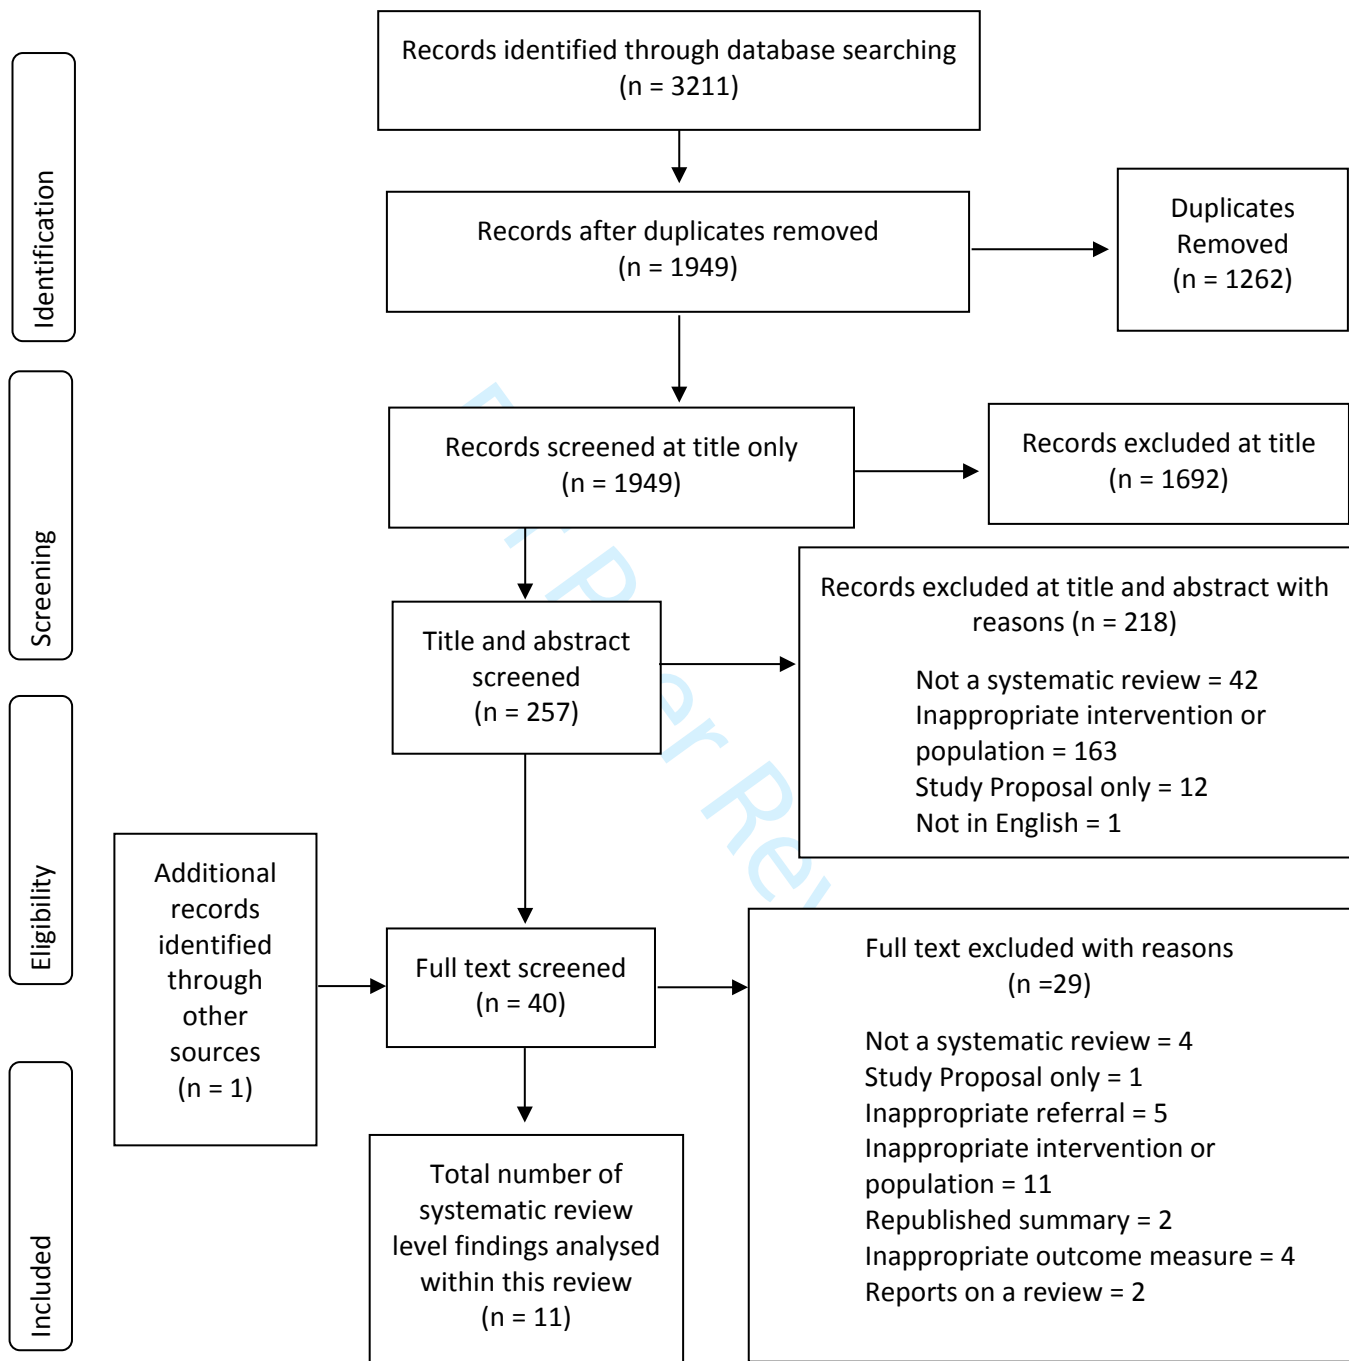 Records identified through database searching
(n = 3211)
Identification
Records after duplicates removed
(n = 1949)
Duplicates
Removed
(n = 1262)
Screening
Records screened at title only
(n = 1949)
Records excluded at title
(n = 1692)
Title and abstract
screened
(n = 257)
Records excluded at title and abstract with
reasons (n = 218)
Not a systematic review = 42
Inappropriate intervention or
population = 163
Study Proposal only = 12
Not in English = 1
Eligibility
Additional
records
identified
through
other
sources
(n = 1)
Full text screened
(n = 40)
Full text excluded with reasons
(n =29)
Not a systematic review = 4
Study Proposal only = 1
Inappropriate referral = 5
Inappropriate intervention or
population = 11
Republished summary = 2
Inappropriate outcome measure = 4
Reports on a review = 2
Included
Total number of
systematic review
level findings analysed
within this review
(n = 11)